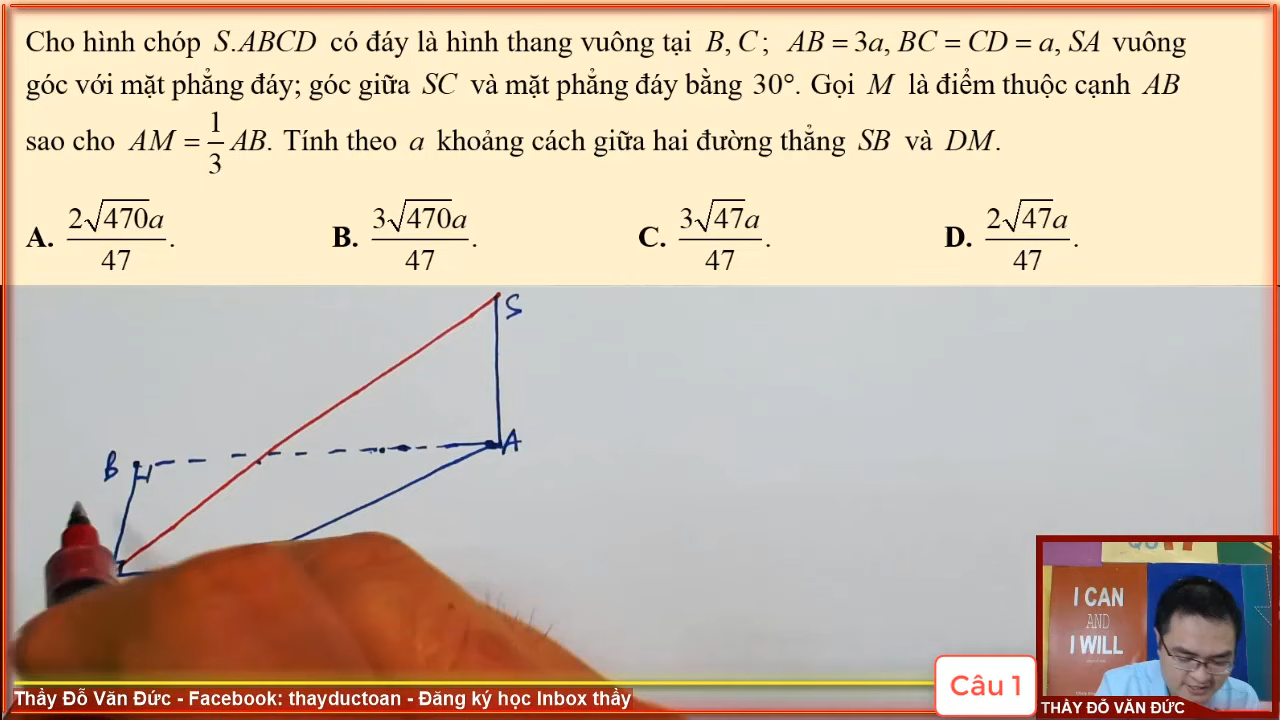 Cho hình chóp S.ABCD có đáy là hình thang vuông tại B, C; AB = 3a, BC = CD = a, SA vuông
góc với mặt phẳng đáy; góc giữa SC và mặt phẳng đáy bằng 30°. Gọi M là điểm thuộc cạnh AB
sao cho AM = 1/3 AB. Tính theo a khoảng cách giữa hai đường thẳng SB và DM.
A. 2√470a/47. B. 3√470a/47. C. 3√47a/47. D. 2√47a/47.
S
B
A
I CAN
AND
I WILL
Câu 1
Thầy Đỗ Văn Đức - Facebook: thayductoan - Đăng ký học Inbox thầy
THẦY ĐỖ VĂN ĐỨC